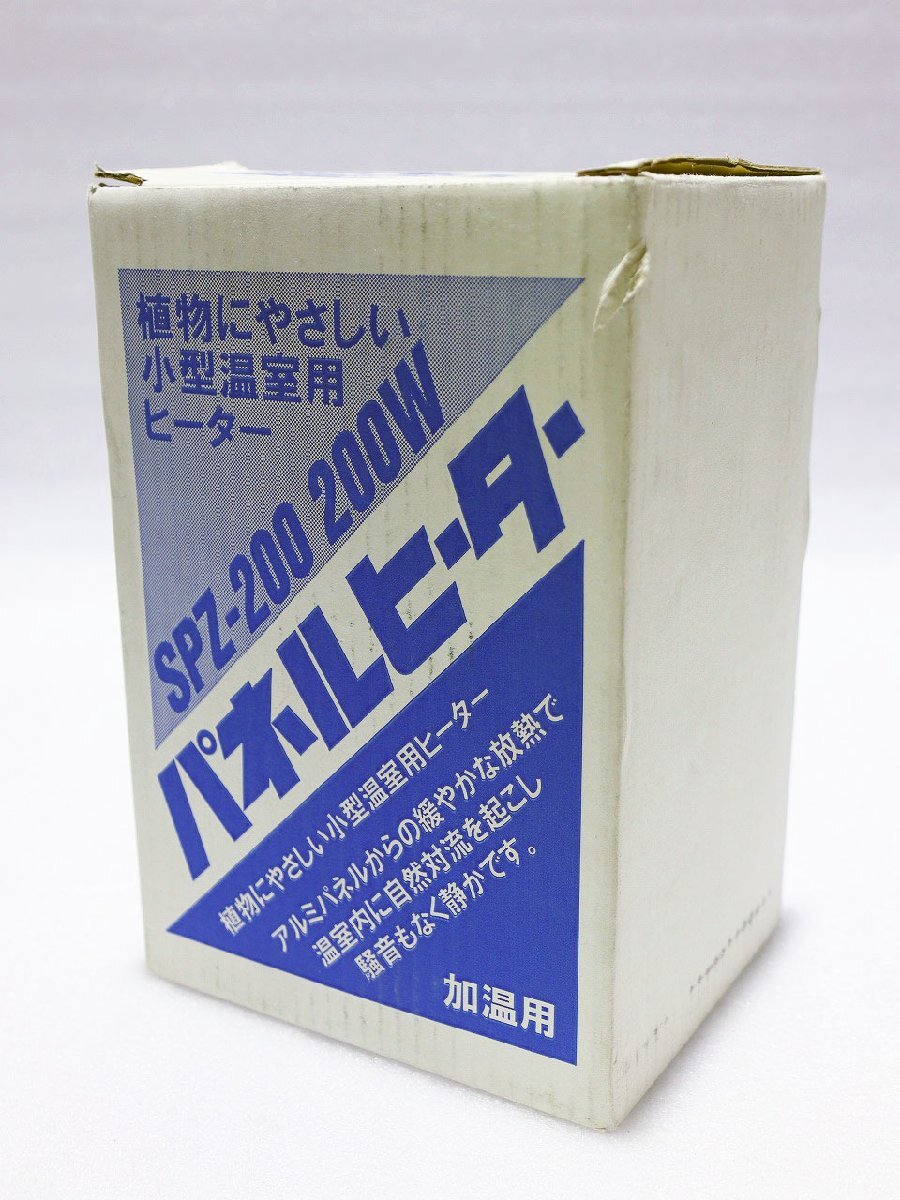 植物にやさしい
小型温室用
ヒーター
SPZ-200 200W
パネルヒーター
植物にやさしい小型温室用ヒーター
アルミパネルからの緩やかな放熱で
温室内に自然対流を起こし
騒音もなく静かです。
加温用